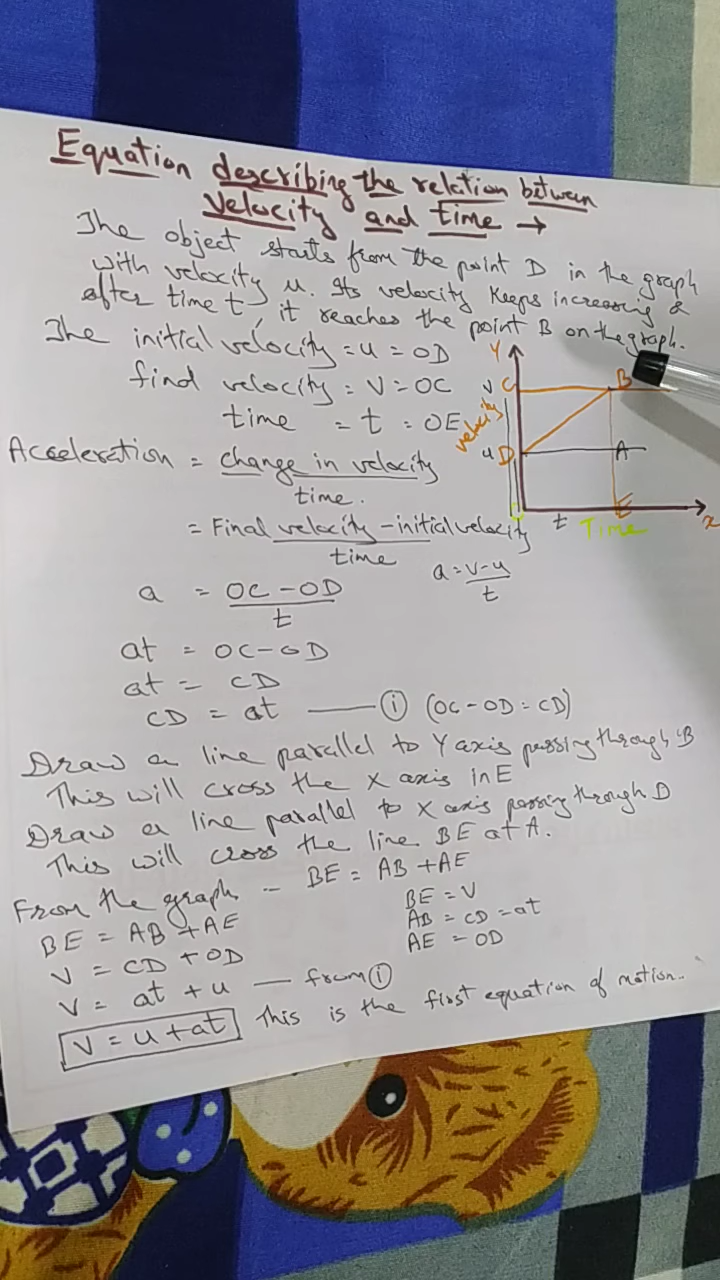 Equation describing the relation between
Velocity and time →
The object starts from the point D in the graph
with velocity u. Its velocity keeps increasing &
after time t, it reaches the point B on the graph.
The initial velocity = u = OD
find velocity = V = OC
time = t = OE
Y
V C B
velocity
u D A
E
t Time x
Acceleration = change in velocity
time.
= Final velocity - initial velocity
time
a = v-u
t
a = OC - OD
t
at = OC - OD
at = CD
CD = at —— (i) (OC - OD = CD)
Draw a line parallel to Y axis passing through B
This will cross the X axis in E
Draw a line parallel to X axis passing through D
This will cross the line BE at A.
From the graph - BE = AB + AE
BE = AB + AE
V = CD + OD
V = at + u — from (i)
BE = V
AB = CD = at
AE = OD
V = u + at This is the first equation of motion.